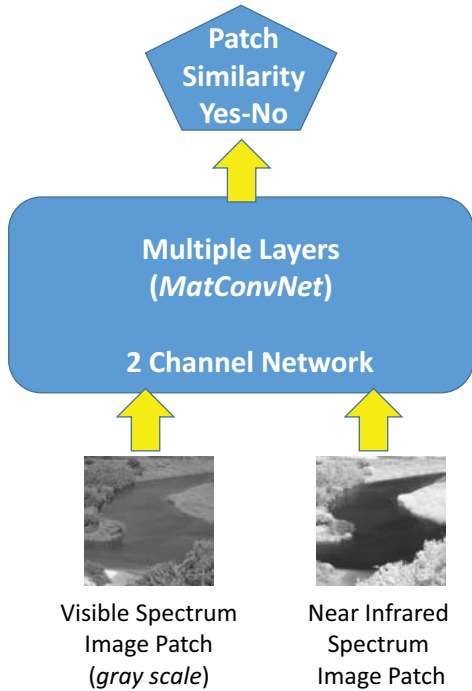 Patch
Similarity
Yes-No
Multiple Layers
(MatConvNet)
2 Channel Network
Visible Spectrum
Image Patch
(gray scale)
Near Infrared
Spectrum
Image Patch